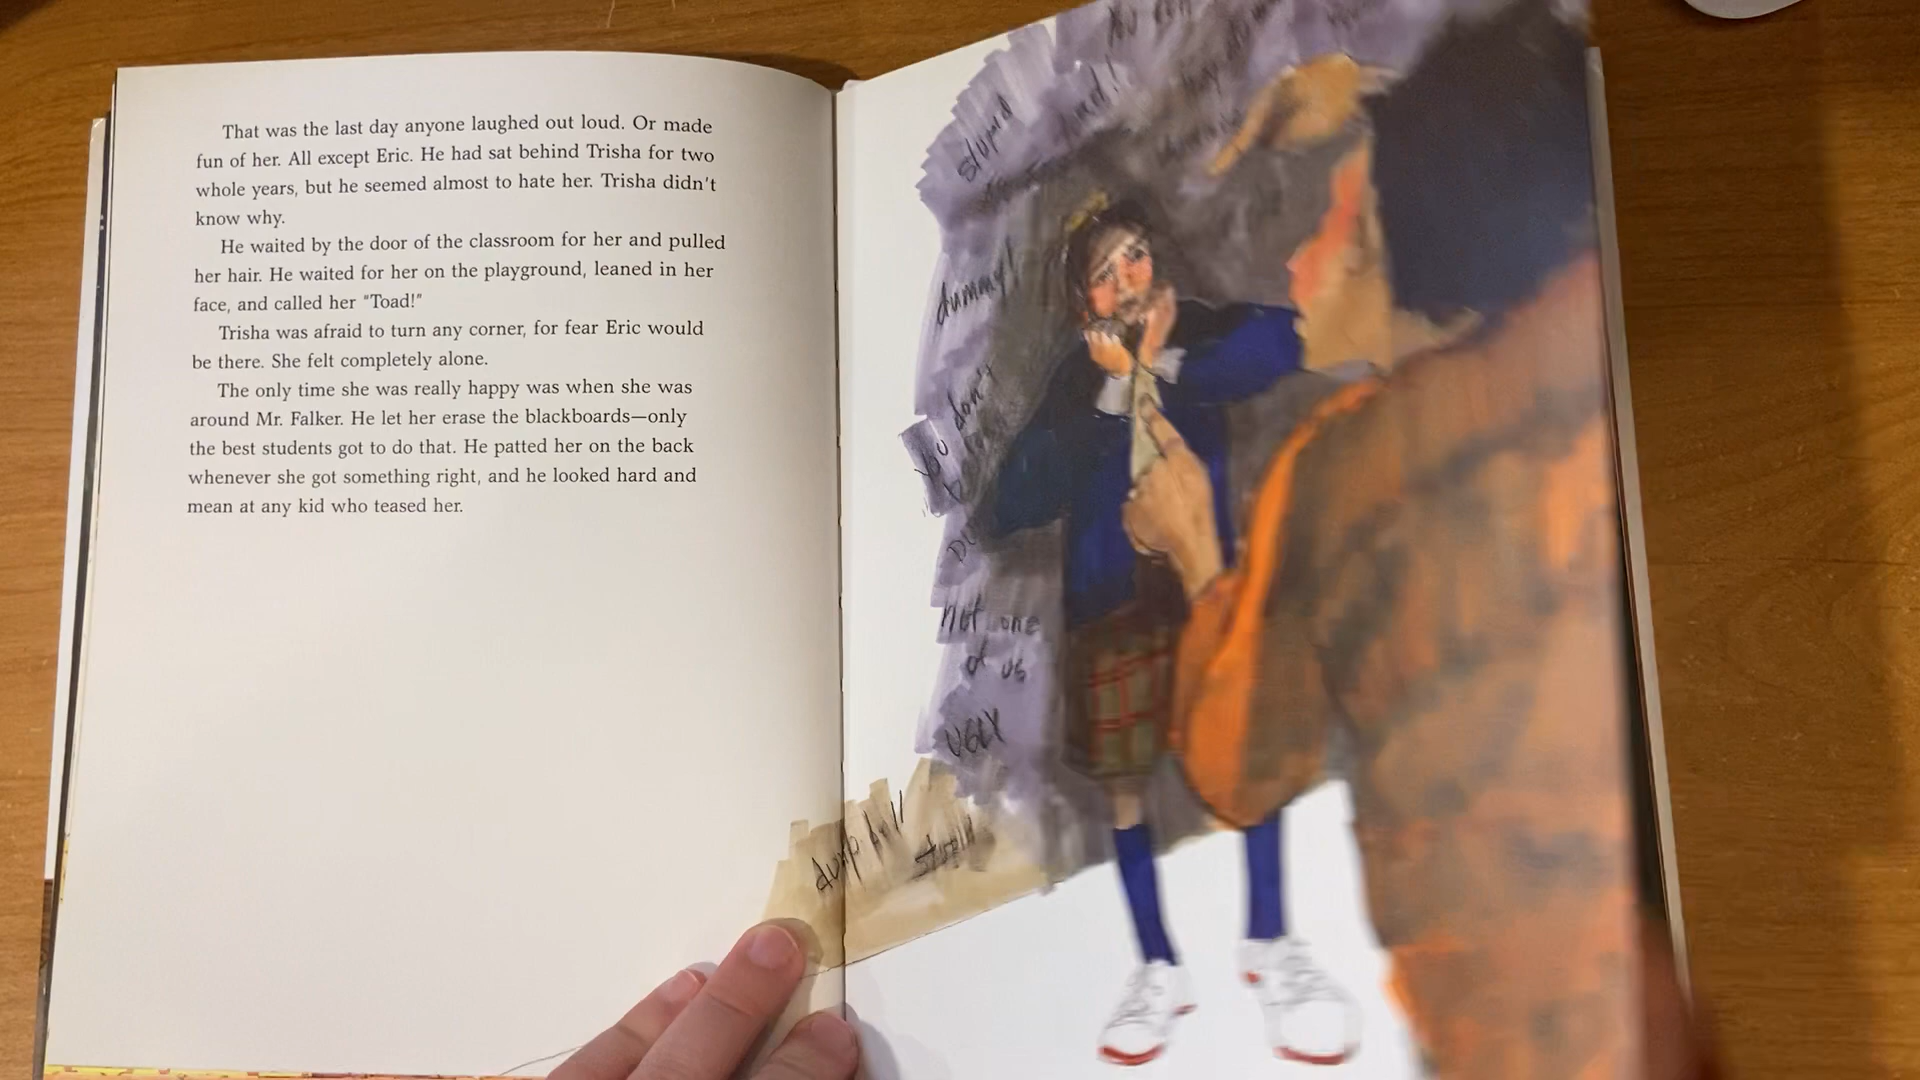 That was the last day anyone laughed out loud. Or made
fun of her. All except Eric. He had sat behind Trisha for two
whole years, but he seemed almost to hate her. Trisha didn't
know why.
He waited by the door of the classroom for her and pulled
her hair. He waited for her on the playground, leaned in her
face, and called her "Toad!"
Trisha was afraid to turn any corner, for fear Eric would
be there. She felt completely alone.
The only time she was really happy was when she was
around Mr. Falker. He let her erase the blackboards—only
the best students got to do that. He patted her on the back
whenever she got something right, and he looked hard and
mean at any kid who teased her.
stupid
dummy!
you don't
not one
of us
UGLY